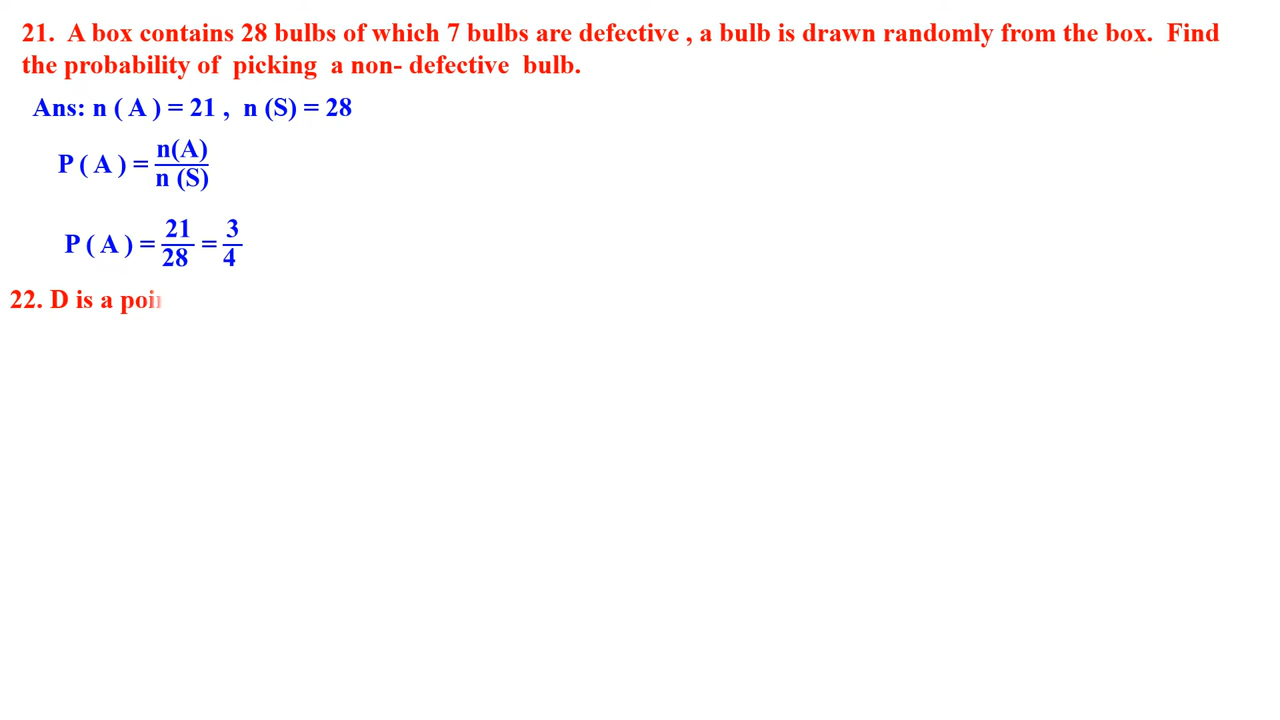 21. A box contains 28 bulbs of which 7 bulbs are defective , a bulb is drawn randomly from the box. Find
the probability of picking a non- defective bulb.
Ans: n ( A ) = 21 , n (S) = 28
P ( A ) = n(A) / n (S)
P ( A ) = 21 / 28 = 3 / 4
22. D is a